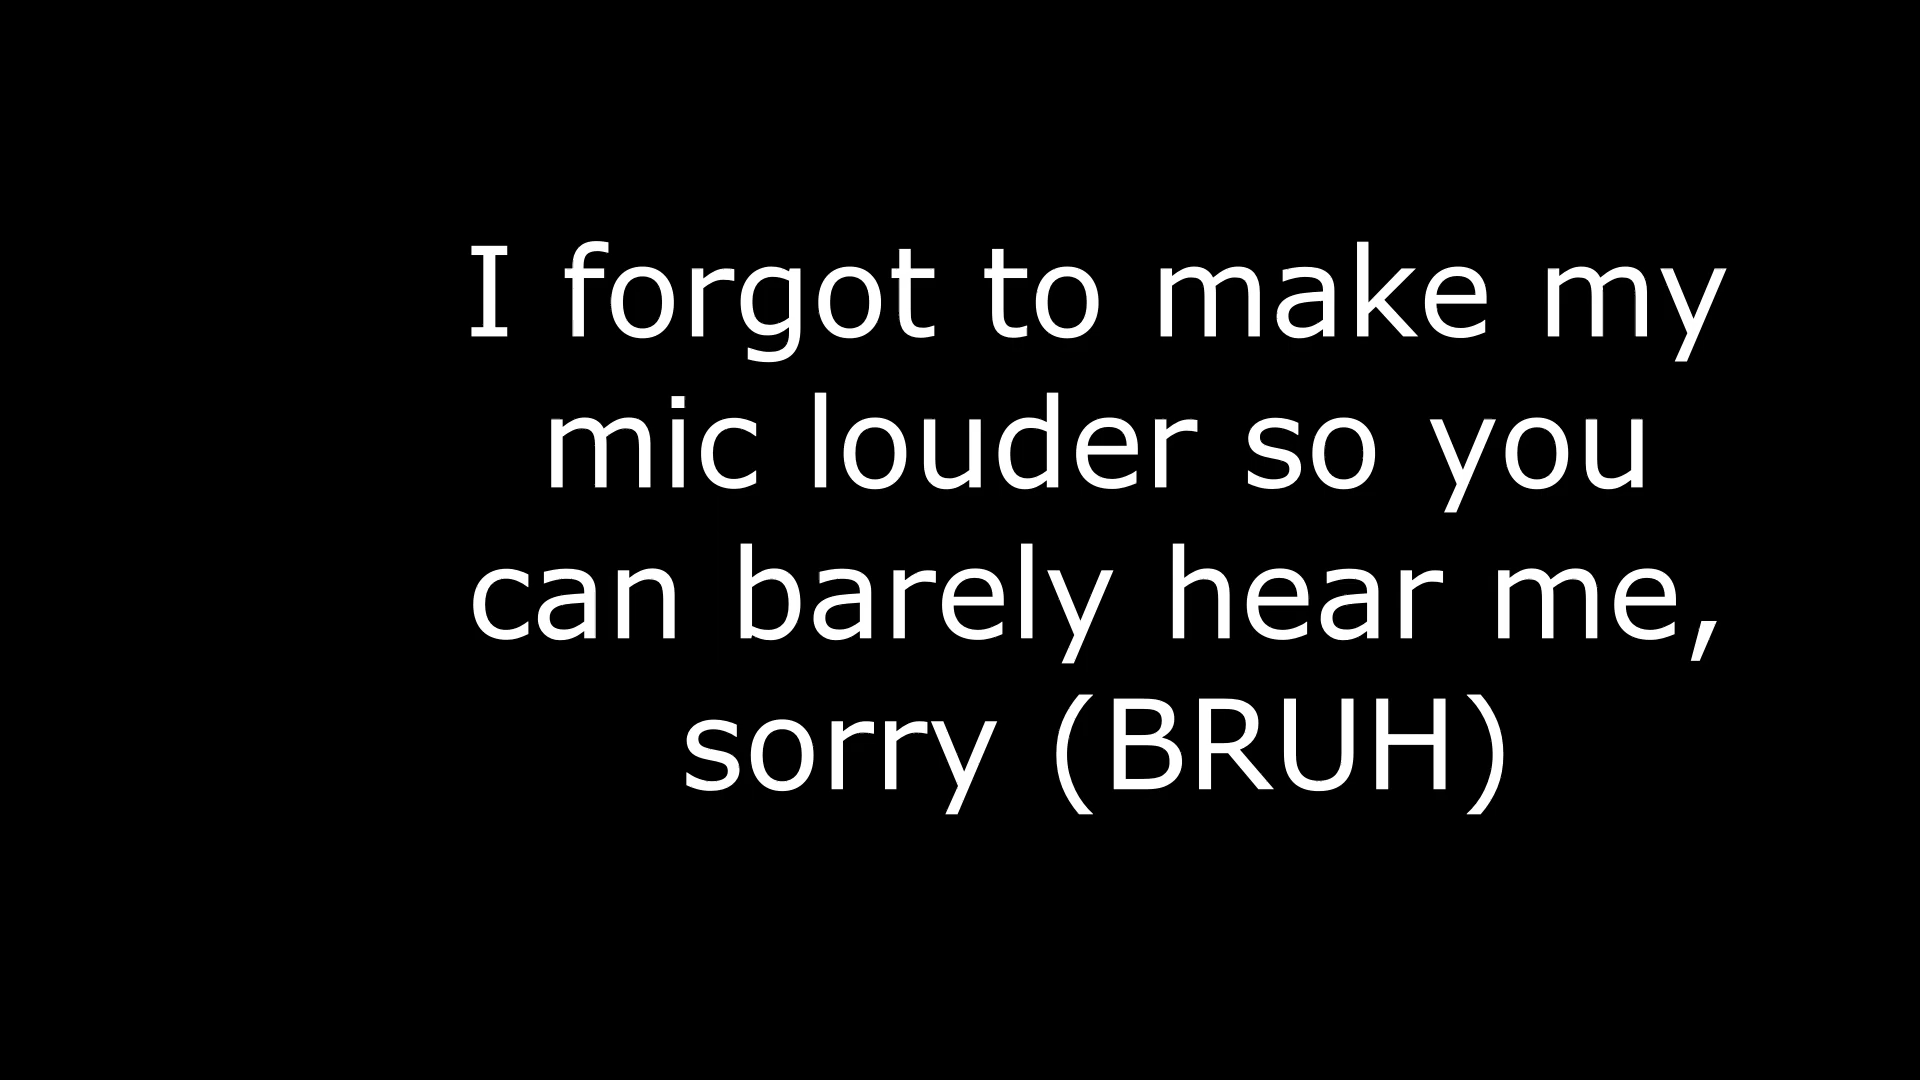 I forgot to make my
mic louder so you
can barely hear me,
sorry (BRUH)